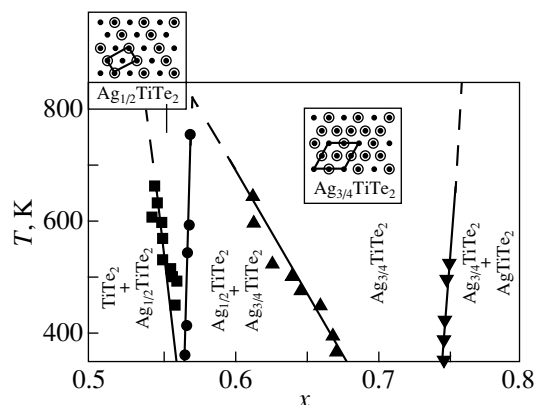 Ag1/2TiTe2
800
Ag3/4TiTe2
T, K
600
400
TiTe2
+
Ag1/2TiTe2
Ag1/2TiTe2
+
Ag3/4TiTe2
Ag3/4TiTe2
Ag3/4TiTe2
+
AgTiTe2
0.5
0.6
0.7
0.8
x